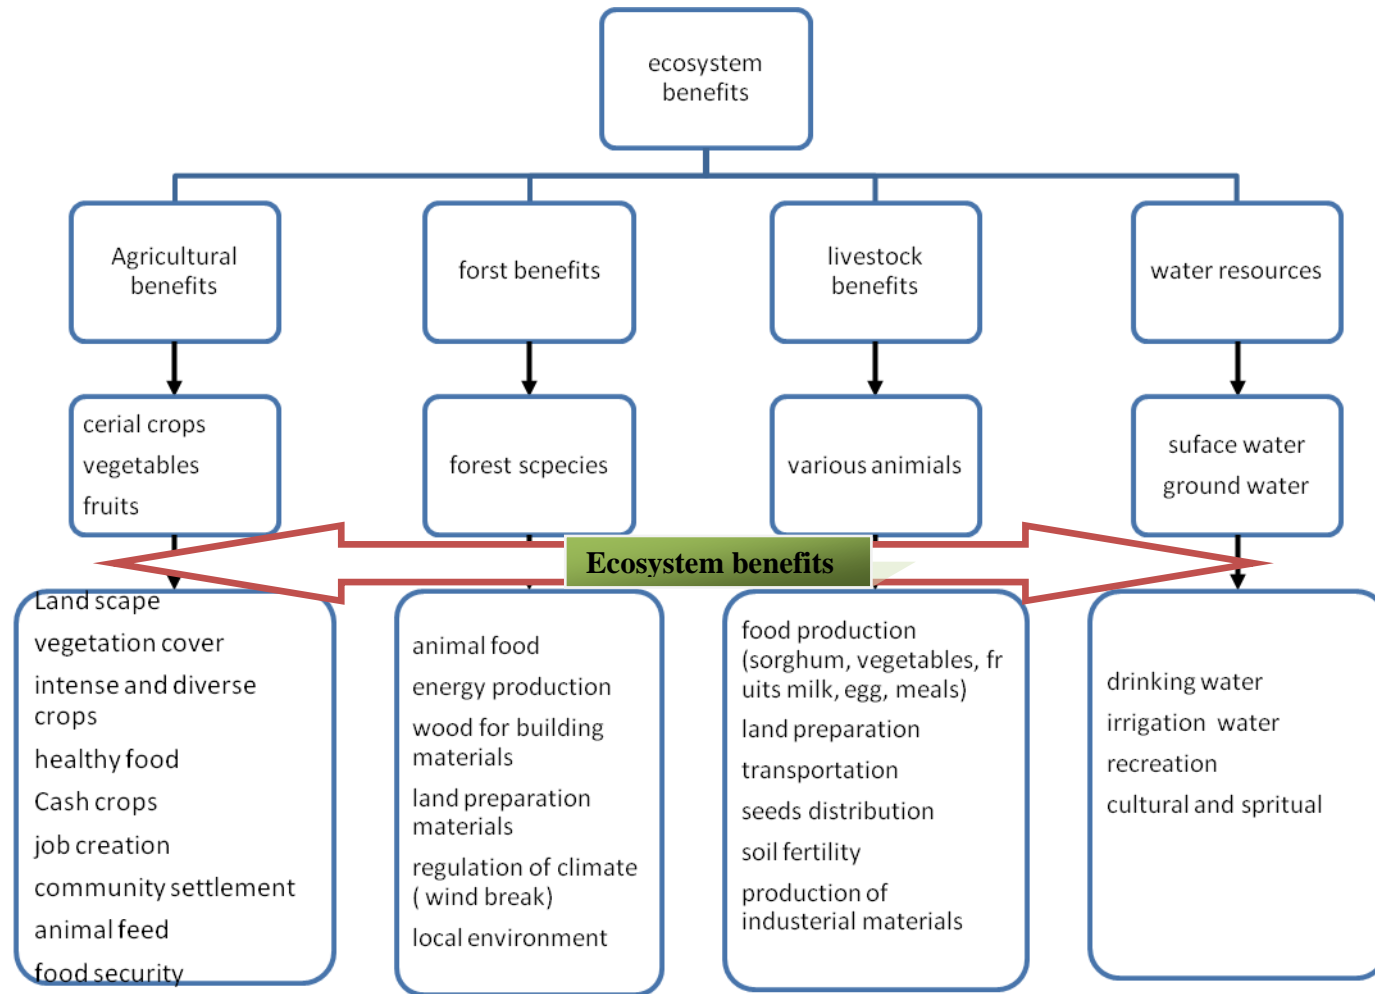 ecosystem
benefits
Agricultural
benefits
forst benefits
livestock
benefits
water resources
cerial crops
vegetables
fruits
forest scpecies
various animials
suface water
ground water
Ecosystem benefits
Land scape
vegetation cover
intense and diverse
crops
healthy food
Cash crops
job creation
community settlement
animal feed
food security
animal food
energy production
wood for building
materials
land preparation
materials
regulation of climate
( wind break)
local environment
food production
(sorghum, vegetables, fr
uits milk, egg, meals)
land preparation
transportation
seeds distribution
soil fertility
production of
industerial materials
drinking water
irrigation  water
recreation
cultural and spritual